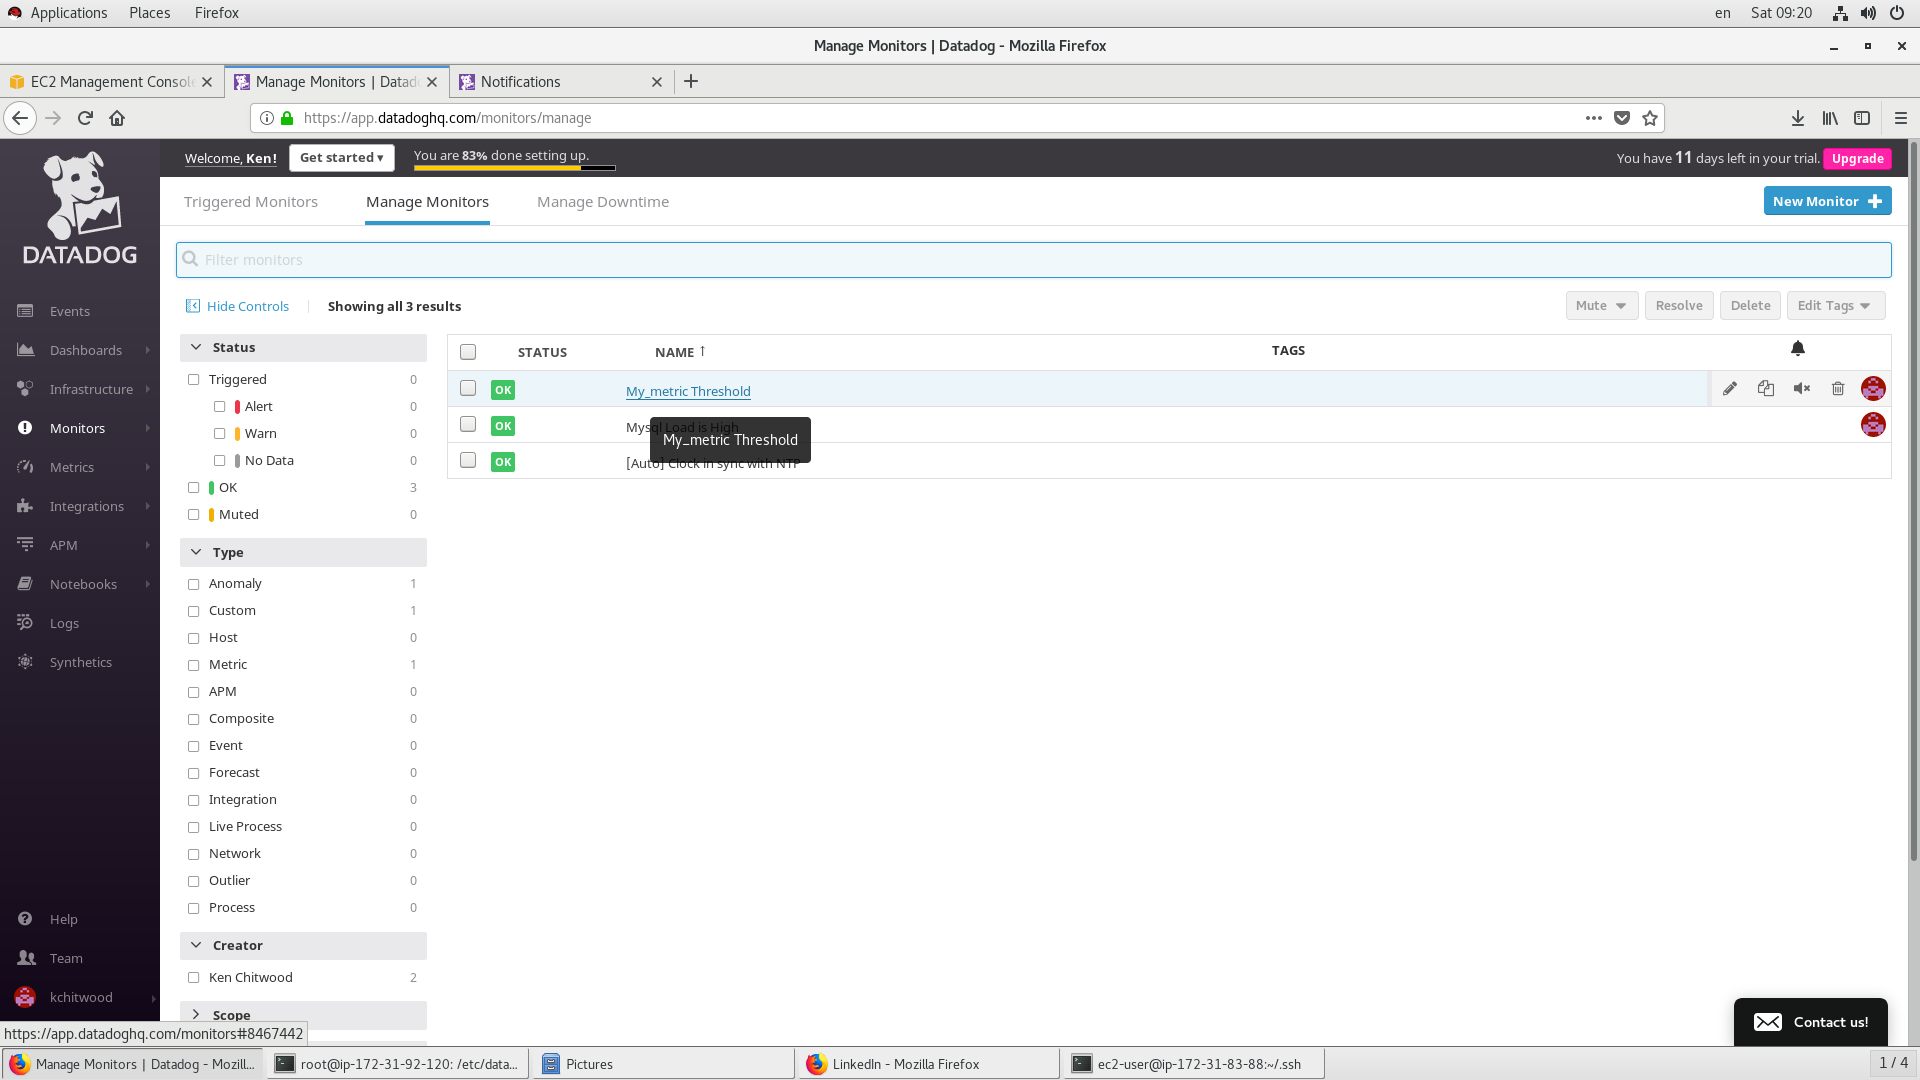 Applications Places Firefox en Sat 09:20
Manage Monitors | Datadog - Mozilla Firefox
EC2 Management Console Manage Monitors | Datad Notifications
https://app.datadoghq.com/monitors/manage
Welcome, Ken! Get started ▾ You are 83% done setting up. You have 11 days left in your trial. Upgrade
DATADOG
Triggered Monitors Manage Monitors Manage Downtime New Monitor +
Filter monitors
Hide Controls Showing all 3 results Mute Resolve Delete Edit Tags
STATUS NAME ↑ TAGS
OK My_metric Threshold
OK Mysql Load is High
My_metric Threshold
OK [Auto] Clock in sync with NTP
Events
Dashboards
Infrastructure
Monitors
Metrics
Integrations
APM
Notebooks
Logs
Synthetics
Help
Team
kchitwood
Status
Triggered 0
Alert 0
Warn 0
No Data 0
OK 3
Muted 0
Type
Anomaly 1
Custom 1
Host 0
Metric 1
APM 0
Composite 0
Event 0
Forecast 0
Integration 0
Live Process 0
Network 0
Outlier 0
Process 0
Creator
Ken Chitwood 2
Scope
Contact us!
https://app.datadoghq.com/monitors#8467442
Manage Monitors | Datadog - Mozill... root@ip-172-31-92-120: /etc/data... Pictures LinkedIn - Mozilla Firefox ec2-user@ip-172-31-83-88:~/.ssh 1 / 4